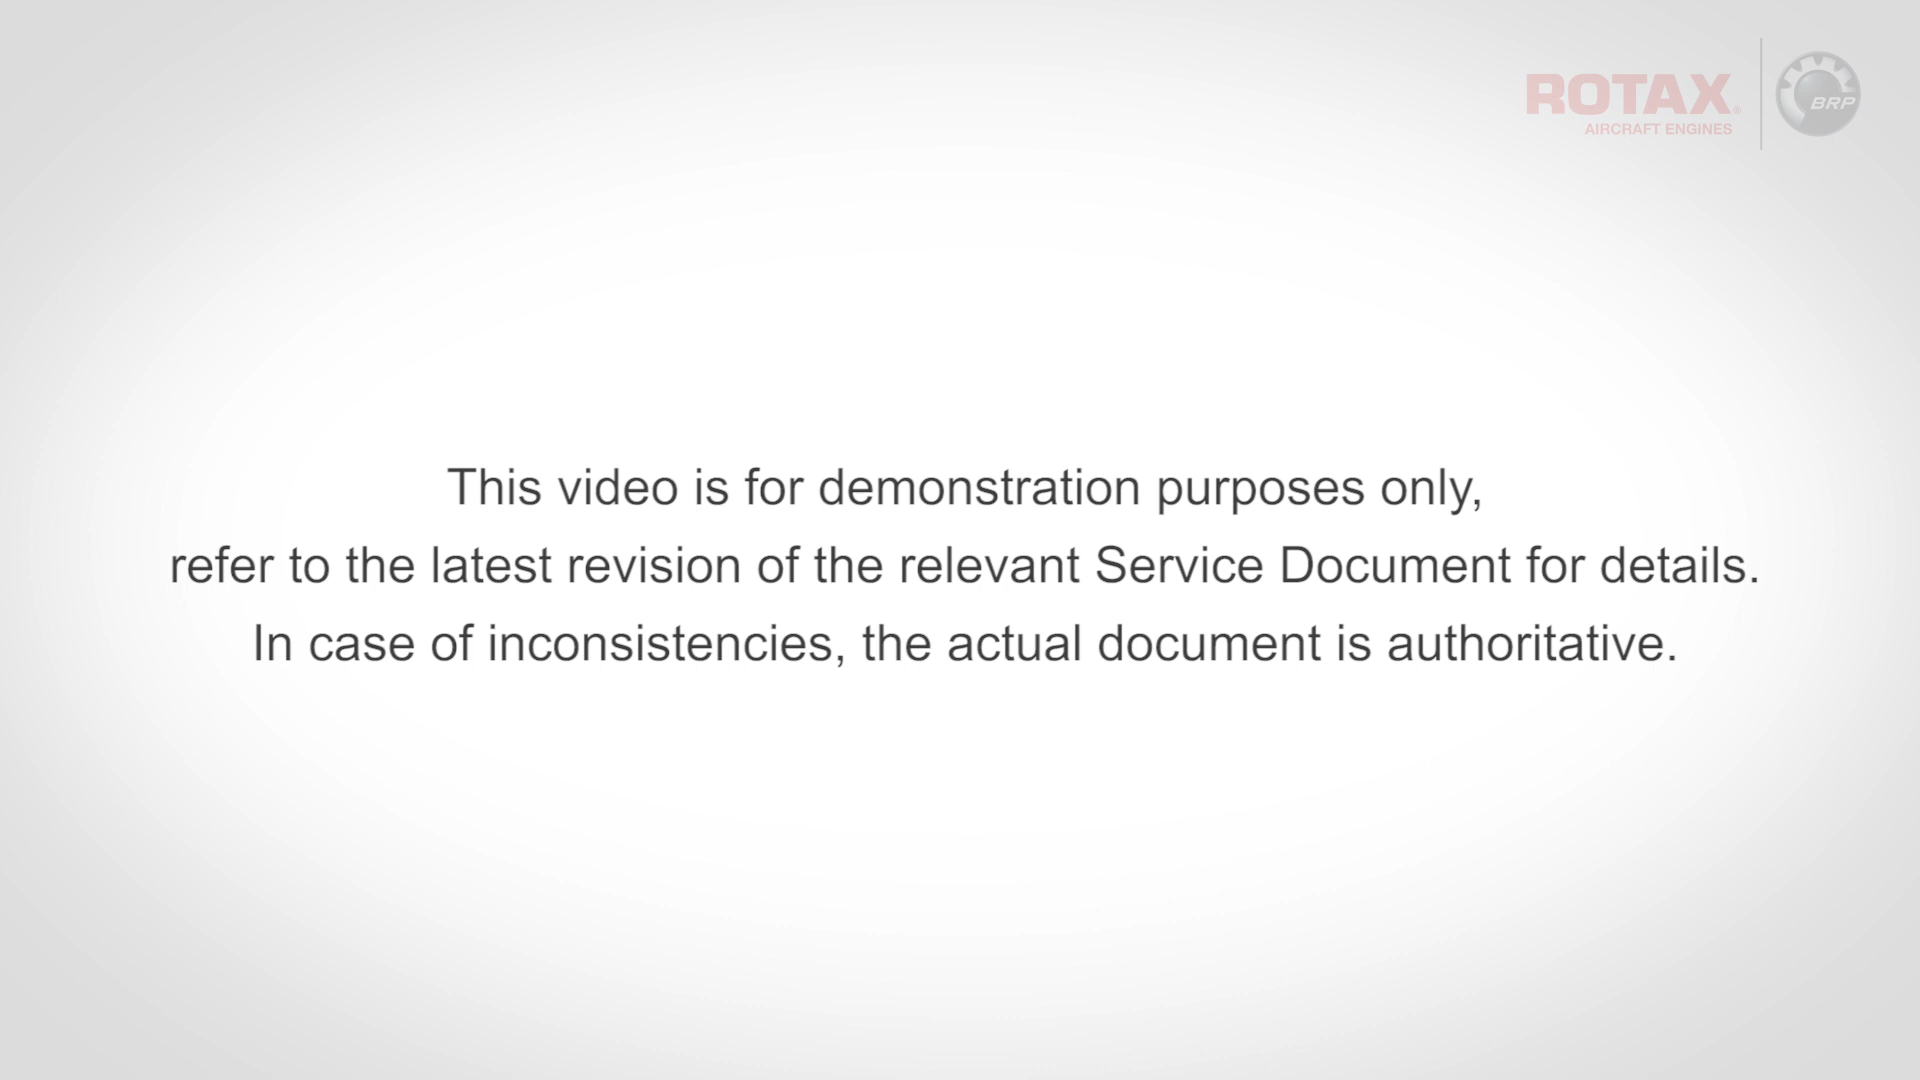 ROTAX®
AIRCRAFT ENGINES
BRP
This video is for demonstration purposes only,
refer to the latest revision of the relevant Service Document for details.
In case of inconsistencies, the actual document is authoritative.